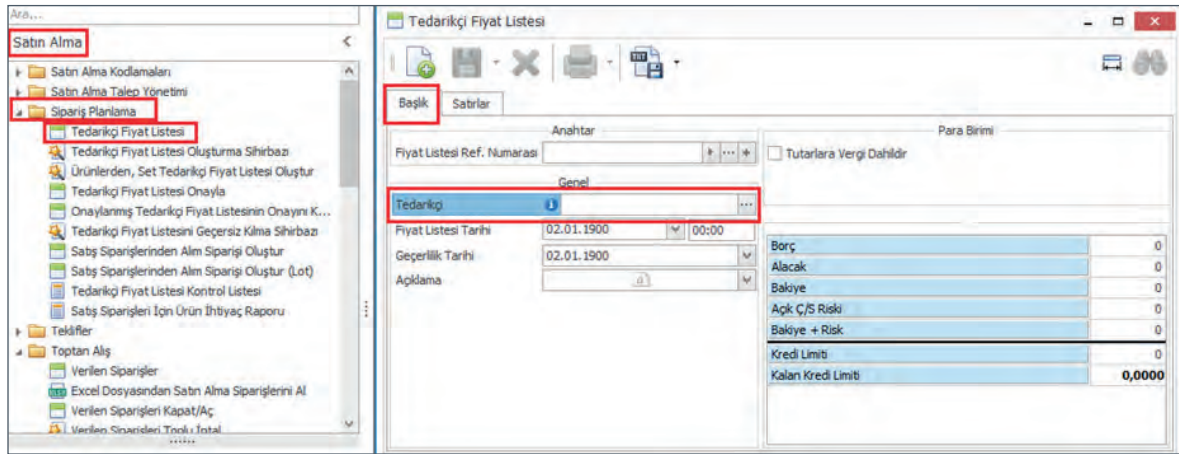 Ara,...
Satın Alma
Satın Alma Kodlamaları
Satın Alma Talep Yönetimi
Sipariş Planlama
Tedarikçi Fiyat Listesi
Tedarikçi Fiyat Listesi Oluşturma Sihirbazı
Ürünlerden, Set Tedarikçi Fiyat Listesi Oluştur
Tedarikçi Fiyat Listesi Onayla
Onaylanmış Tedarikçi Fiyat Listesinin Onayını K...
Tedarikçi Fiyat Listesini Geçersiz Kılma Sihirbazı
Satış Siparişlerinden Alım Siparişi Oluştur
Satış Siparişlerinden Alım Siparişi Oluştur (Lot)
Tedarikçi Fiyat Listesi Kontrol Listesi
Satış Siparişleri İçin Ürün İhtiyaç Raporu
Teklifler
Toptan Alış
Verilen Siparişler
Excel Dosyasından Satın Alma Siparişlerini Al
Verilen Siparişleri Kapat/Aç
Verilen Siparişleri Toplu İptal
Tedarikçi Fiyat Listesi
TXT
Başlık Satırlar
Anahtar
Fiyat Listesi Ref. Numarası
Genel
Tedarikçi
Fiyat Listesi Tarihi 02.01.1900 00:00
Geçerlilik Tarihi 02.01.1900
Açıklama
Para Birimi
Tutarlara Vergi Dahildir
Borç 0
Alacak 0
Bakiye 0
Açık Ç/S Riski 0
Bakiye + Risk 0
Kredi Limiti 0
Kalan Kredi Limiti 0,0000